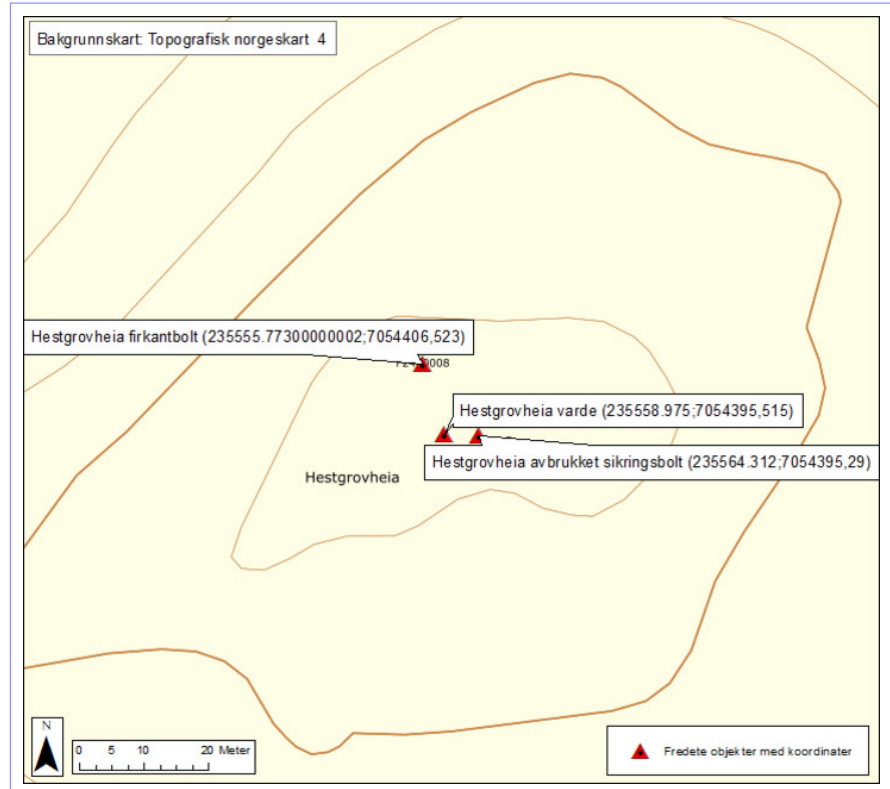 Bakgrunnskart: Topografisk norgeskart 4
Hestgrovheia firkantbolt (235555.77300000002;7054406,523)
Hestgrovheia varde (235558.975;7054395,515)
Hestgrovheia avbrukket sikringsbolt (235564.312;7054395,29)
Hestgrovheia
N
0 5 10 20 Meter
Fredete objekter med koordinater